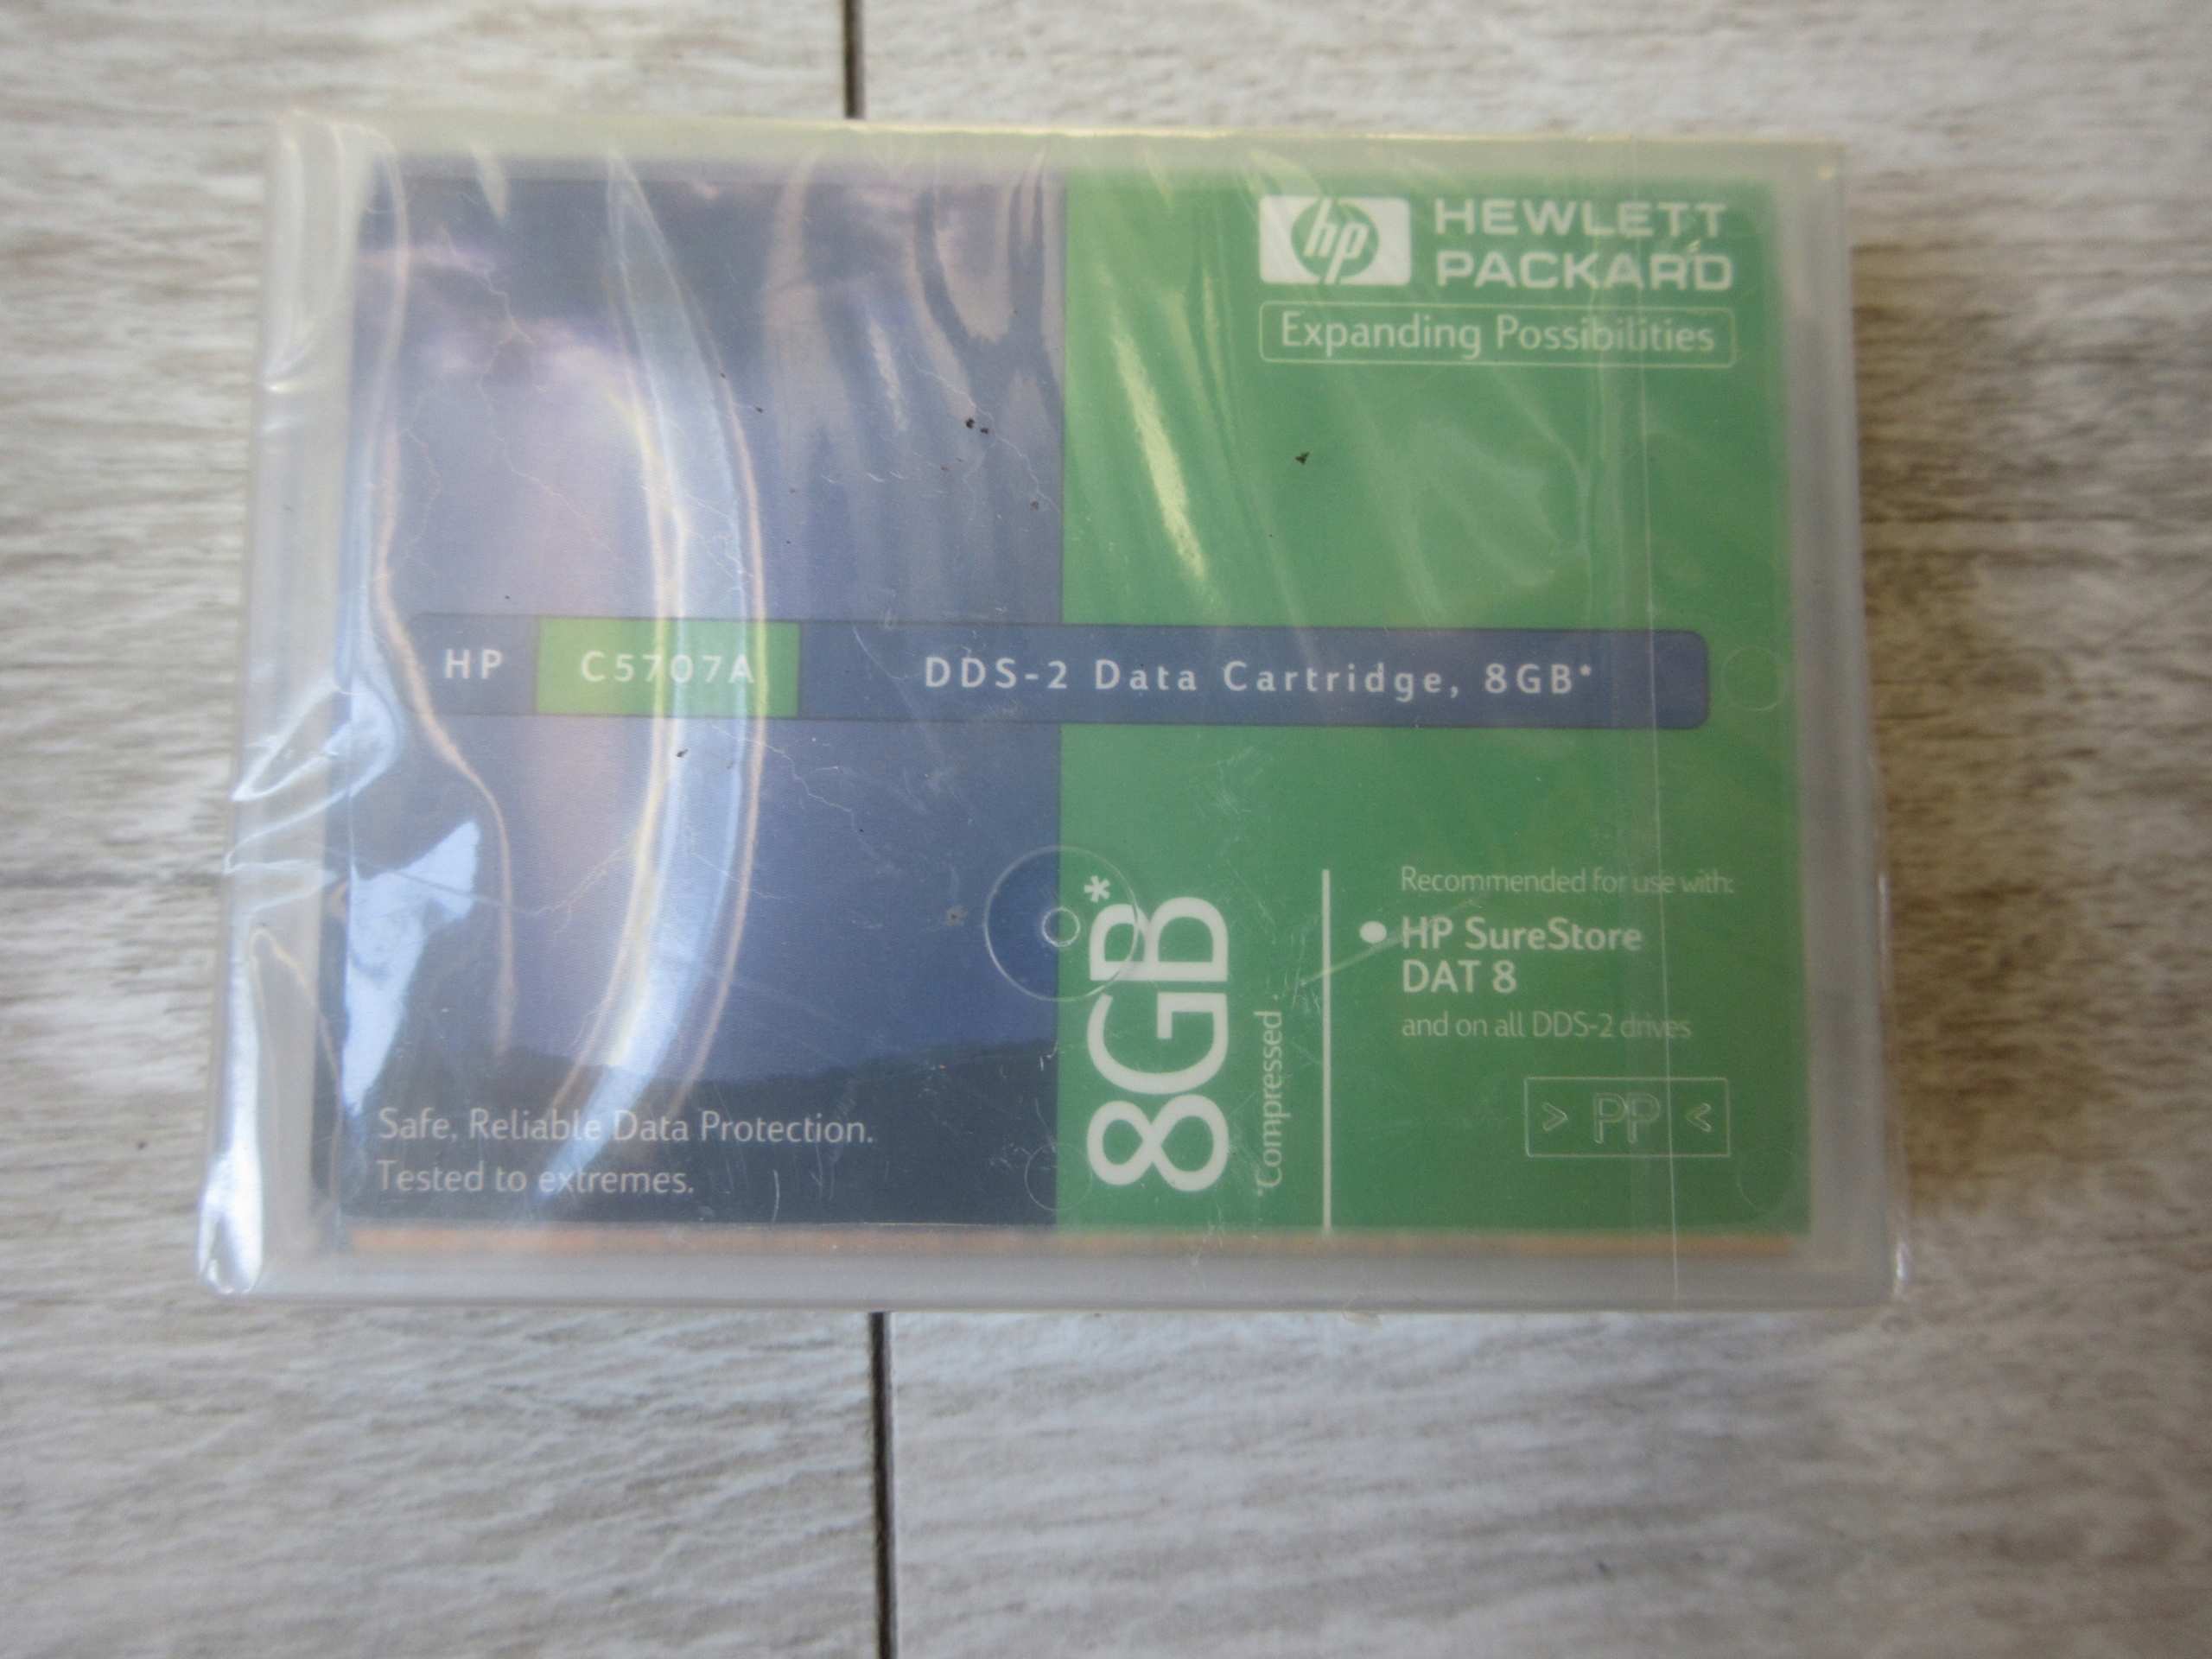 hp HEWLETT
PACKARD
Expanding Possibilities
HP C5707A DDS-2 Data Cartridge, 8GB*
8GB*
*Compressed
Recommended for use with:
• HP SureStore
DAT 8
and on all DDS-2 drives
> PP <
Safe, Reliable Data Protection.
Tested to extremes.